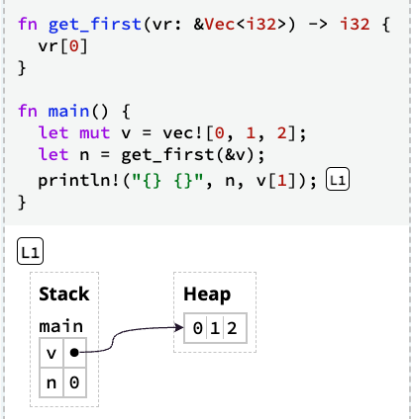 fn get_first(vr: &Vec<i32>) -> i32 {
  vr[0]
}
fn main() {
  let mut v = vec![0, 1, 2];
  let n = get_first(&v);
  println!("{} {}", n, v[1]); L1
}
L1
Stack
Heap
main
v
0 1 2
n 0